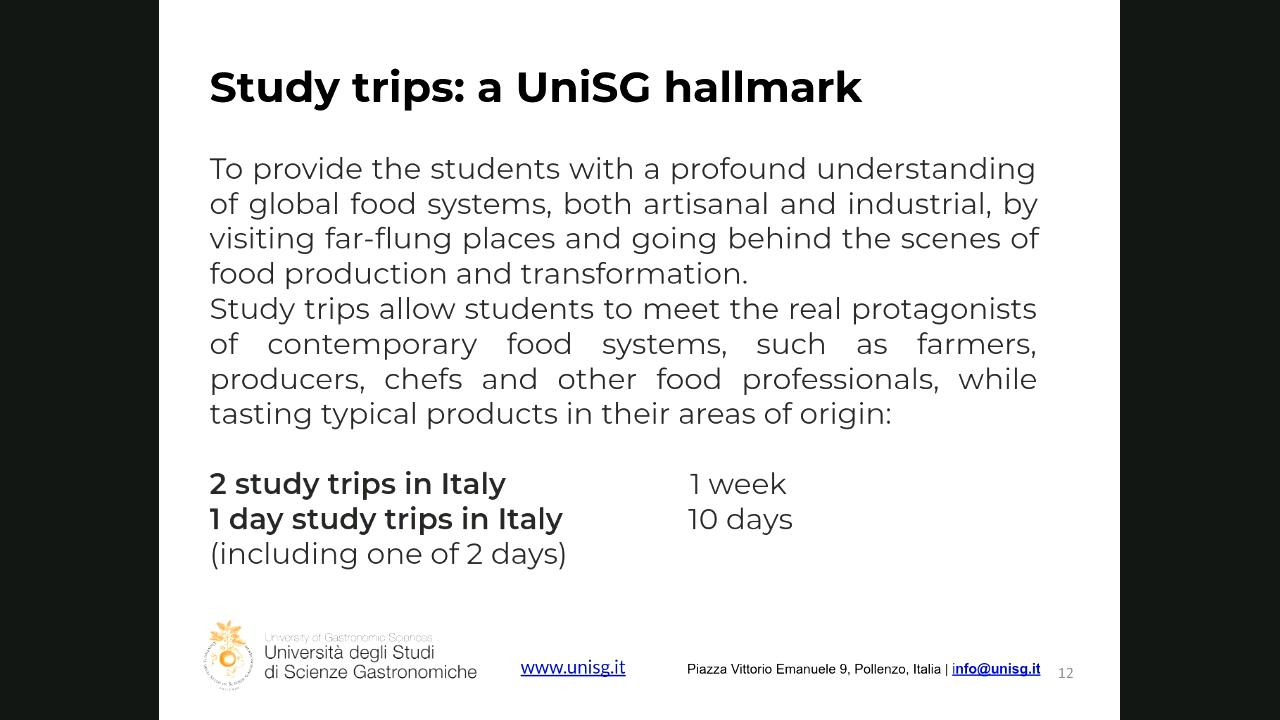 Study trips: a UniSG hallmark
To provide the students with a profound understanding
of global food systems, both artisanal and industrial, by
visiting far-flung places and going behind the scenes of
food production and transformation.
Study trips allow students to meet the real protagonists
of contemporary food systems, such as farmers,
producers, chefs and other food professionals, while
tasting typical products in their areas of origin:
2 study trips in Italy 1 week
1 day study trips in Italy 10 days
(including one of 2 days)
University of Gastronomic Sciences
Università degli Studi
di Scienze Gastronomiche
www.unisg.it
Piazza Vittorio Emanuele 9, Pollenzo, Italia | info@unisg.it
12